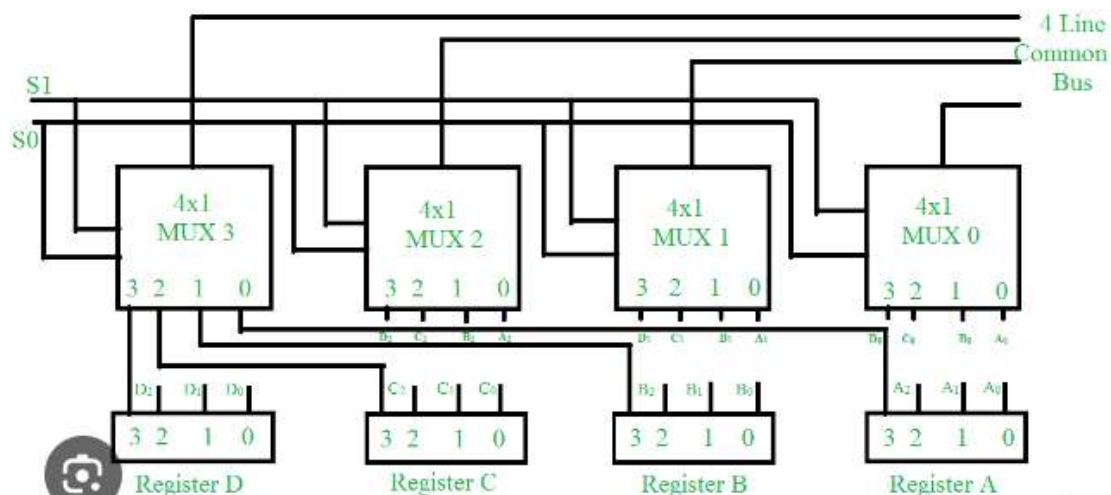 4 Line
Common
Bus
S1
S0
4x1
MUX 3
4x1
MUX 2
4x1
MUX 1
4x1
MUX 0
3 2 1 0
3 2 1 0
3 2 1 0
3 2 1 0
D₂ C₂ B₂ A₂
D₁ C₁ B₁ A₁
D₀ C₀ B₀ A₀
D₂ D₁ D₀
C₂ C₁ C₀
B₂ B₁ B₀
A₂ A₁ A₀
3 2 1 0
3 2 1 0
3 2 1 0
3 2 1 0
Register D
Register C
Register B
Register A